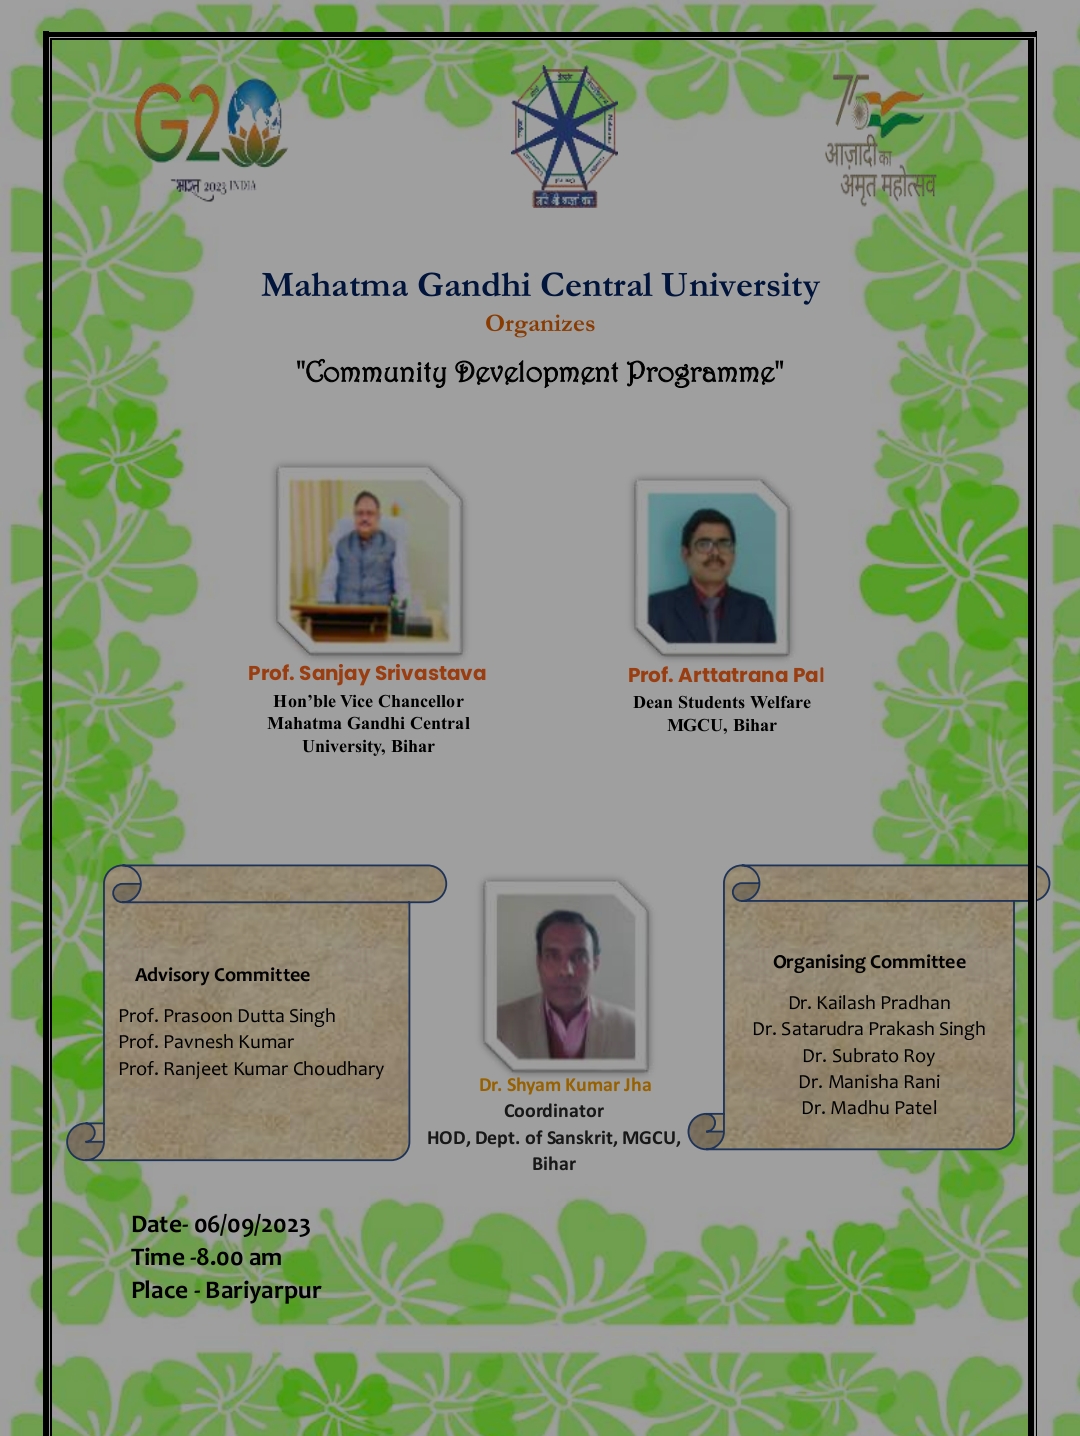 G20
भारत 2023 INDIA
75
आज़ादी का
अमृत महोत्सव
Mahatma Gandhi Central University
Organizes
"Community Development Programme"
Prof. Sanjay Srivastava
Hon’ble Vice Chancellor
Mahatma Gandhi Central
University, Bihar
Prof. Arttatrana Pal
Dean Students Welfare
MGCU, Bihar
Advisory Committee
Prof. Prasoon Dutta Singh
Prof. Pavnesh Kumar
Prof. Ranjeet Kumar Choudhary
Dr. Shyam Kumar Jha
Coordinator
HOD, Dept. of Sanskrit, MGCU,
Bihar
Organising Committee
Dr. Kailash Pradhan
Dr. Satarudra Prakash Singh
Dr. Subrato Roy
Dr. Manisha Rani
Dr. Madhu Patel
Date- 06/09/2023
Time -8.00 am
Place - Bariyarpur